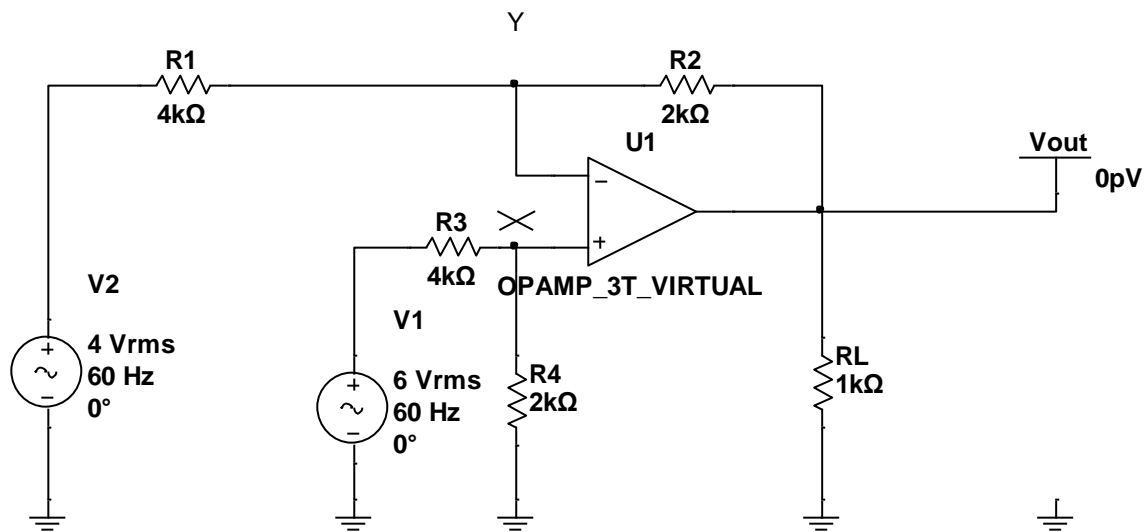 Y
R1
4kΩ
R2
2kΩ
U1
Vout
0pV
R3
4kΩ
X
OPAMP_3T_VIRTUAL
V2
4 Vrms
60 Hz
0°
V1
6 Vrms
60 Hz
0°
R4
2kΩ
RL
1kΩ